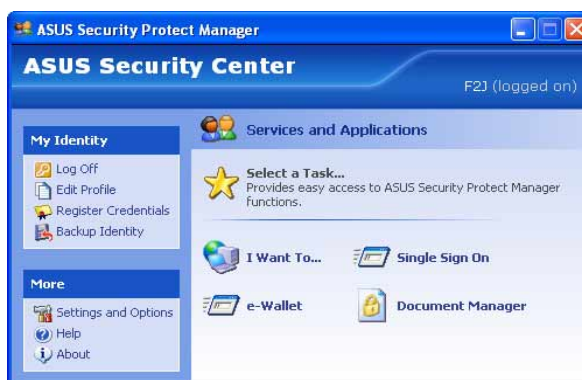 ASUS Security Protect Manager
ASUS Security Center
F2J (logged on)
My Identity
Log Off
Edit Profile
Register Credentials
Backup Identity
More
Settings and Options
Help
About
Services and Applications
Select a Task...
Provides easy access to ASUS Security Protect Manager
functions.
I Want To...
Single Sign On
e-Wallet
Document Manager